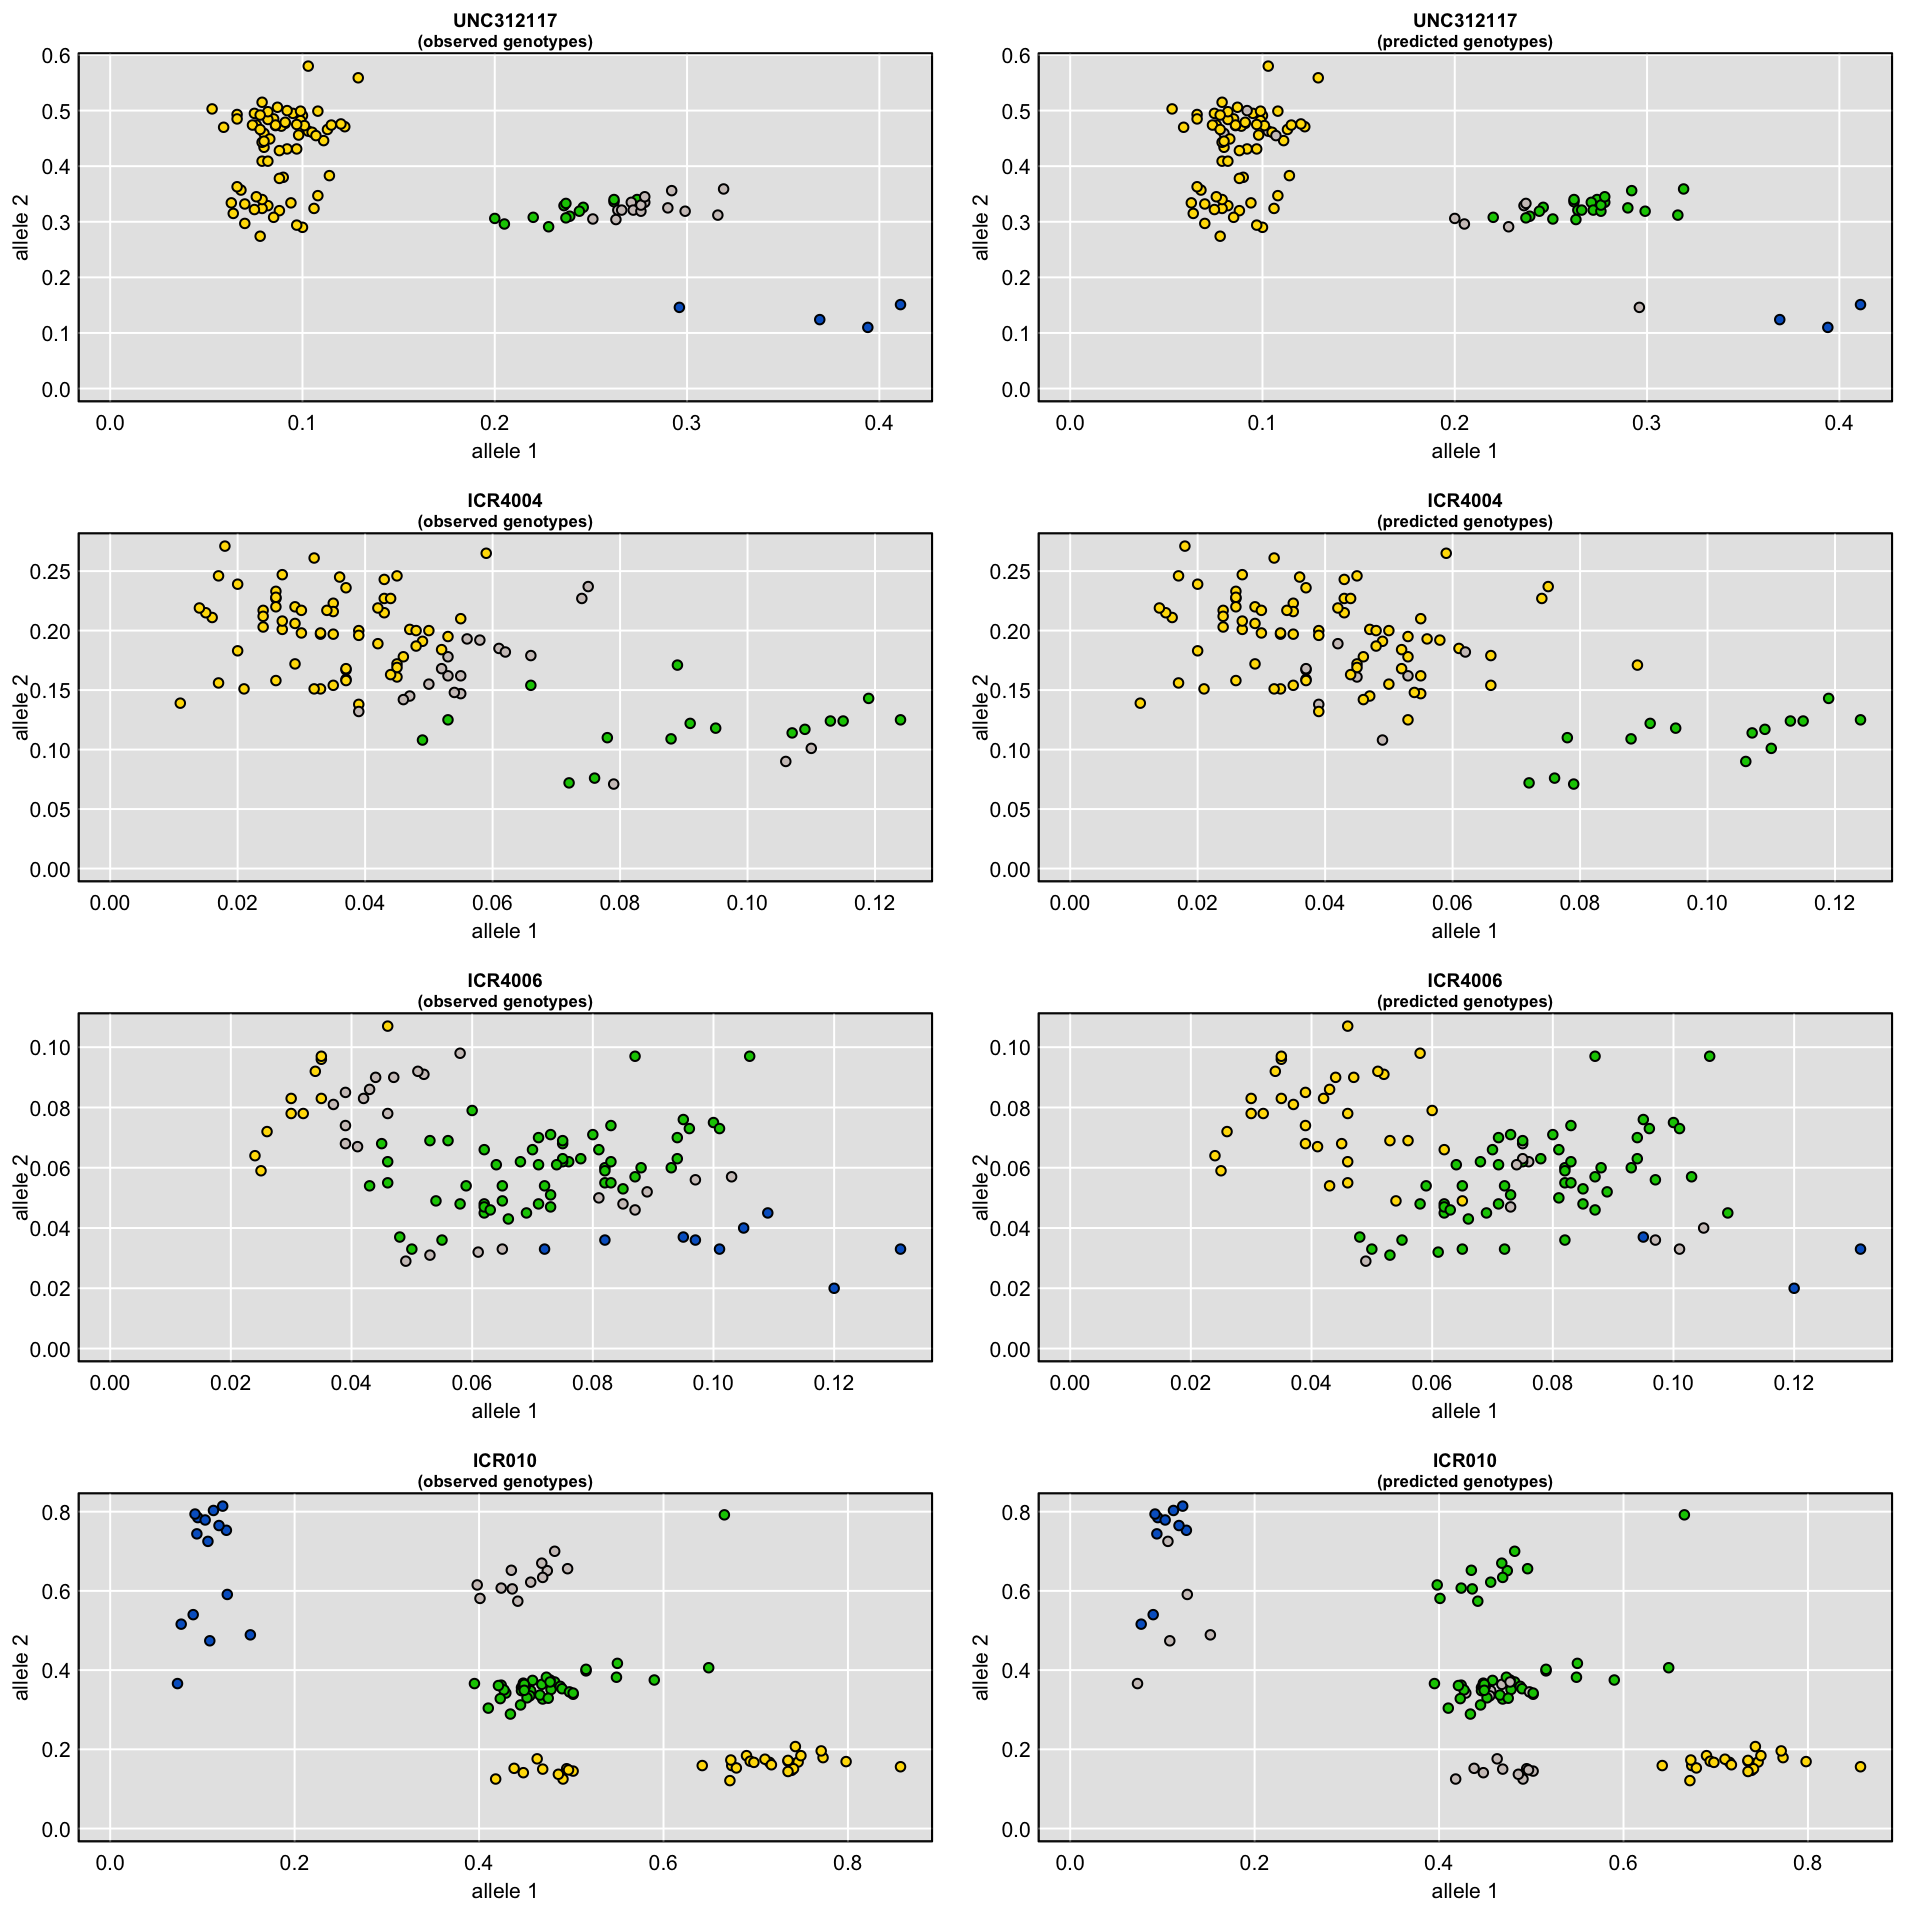 UNC312117
(observed genotypes)
0.6
0.5
0.4
0.3
0.2
0.1
0.0
allele 2
0.0 0.1 0.2 0.3 0.4
allele 1
UNC312117
(predicted genotypes)
0.6
0.5
0.4
0.3
0.2
0.1
0.0
allele 2
0.0 0.1 0.2 0.3 0.4
allele 1
ICR4004
(observed genotypes)
0.25
0.20
0.15
0.10
0.05
0.00
allele 2
0.00 0.02 0.04 0.06 0.08 0.10 0.12
allele 1
ICR4004
(predicted genotypes)
0.25
0.20
0.15
0.10
0.05
0.00
allele 2
0.00 0.02 0.04 0.06 0.08 0.10 0.12
allele 1
ICR4006
(observed genotypes)
0.10
0.08
0.06
0.04
0.02
0.00
allele 2
0.00 0.02 0.04 0.06 0.08 0.10 0.12
allele 1
ICR4006
(predicted genotypes)
0.10
0.08
0.06
0.04
0.02
0.00
allele 2
0.00 0.02 0.04 0.06 0.08 0.10 0.12
allele 1
ICR010
(observed genotypes)
0.8
0.6
0.4
0.2
0.0
allele 2
0.0 0.2 0.4 0.6 0.8
allele 1
ICR010
(predicted genotypes)
0.8
0.6
0.4
0.2
0.0
allele 2
0.0 0.2 0.4 0.6 0.8
allele 1